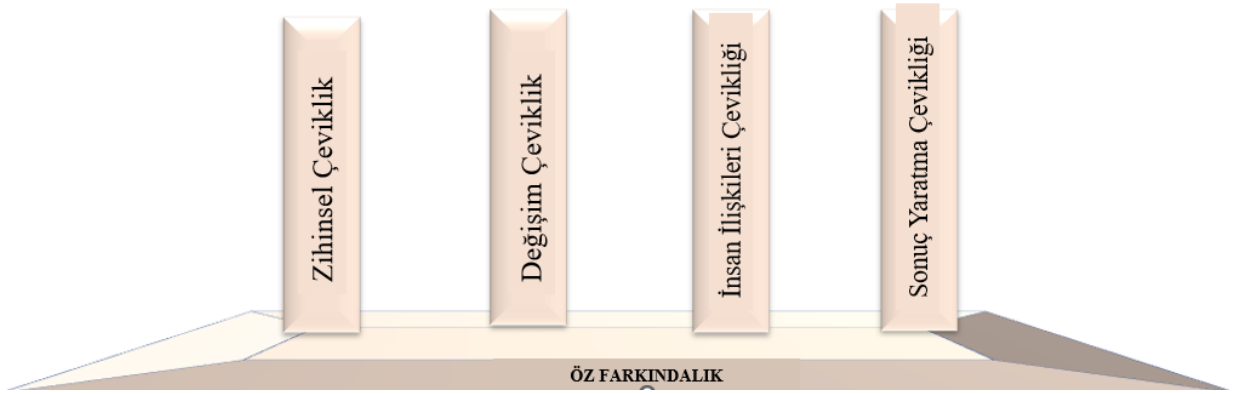 Zihinsel Çeviklik
Değişim Çeviklik
İnsan İlişkileri Çevikliği
Sonuç Yaratma Çevikliği
ÖZ FARKINDALIK